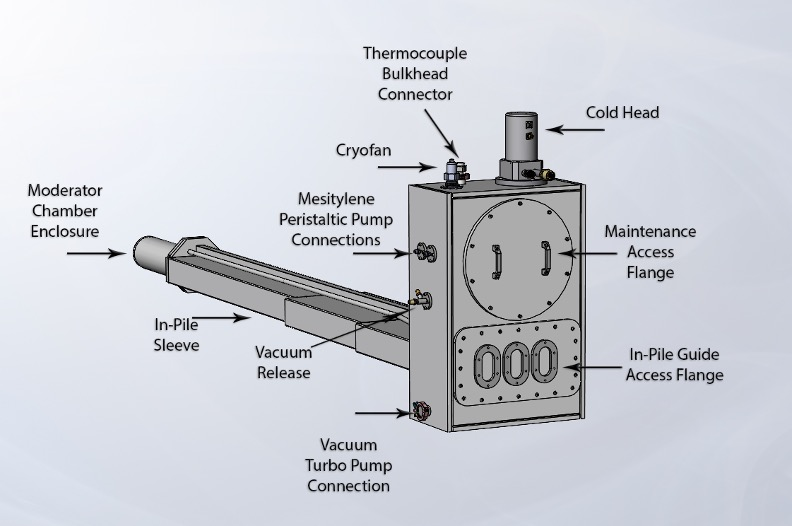 Thermocouple
Bulkhead
Connector
Cold Head
Cryofan
Moderator
Chamber
Enclosure
Mesitylene
Peristaltic Pump
Connections
Maintenance
Access
Flange
In-Pile
Sleeve
Vacuum
Release
In-Pile Guide
Access Flange
Vacuum
Turbo Pump
Connection